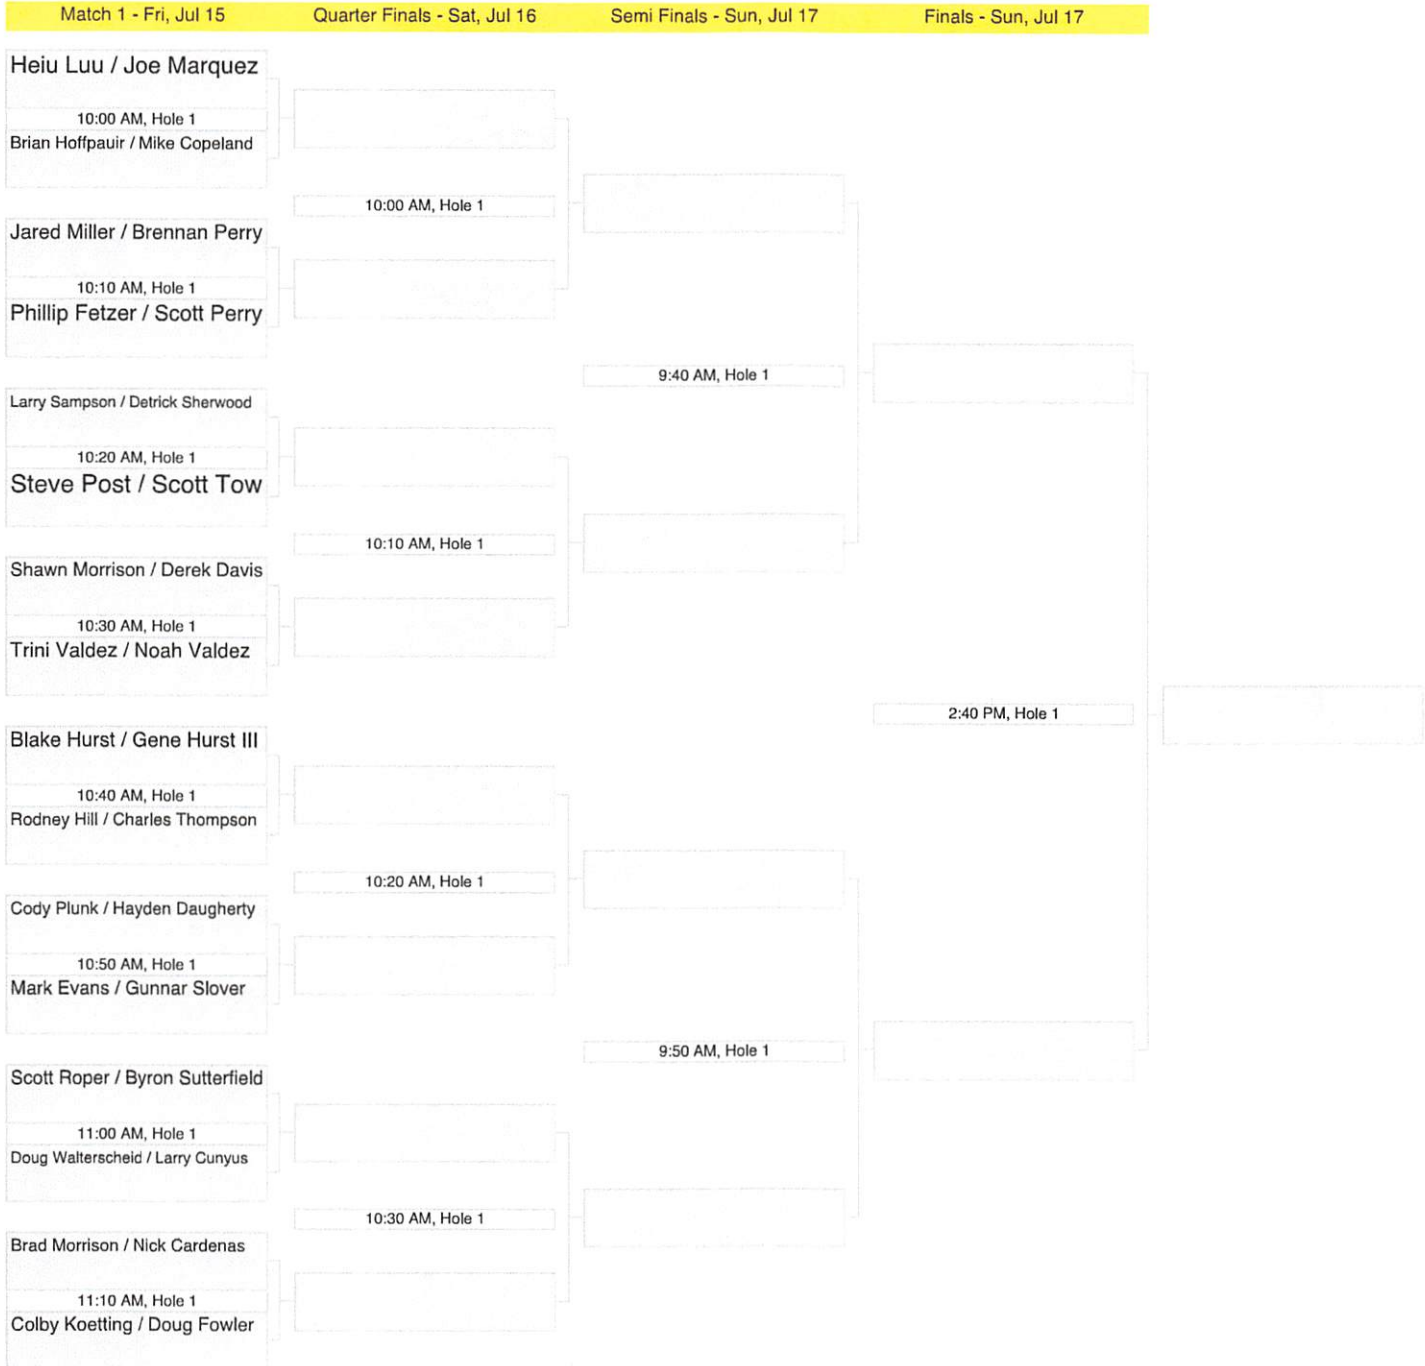 Match 1 - Fri, Jul 15
Quarter Finals - Sat, Jul 16
Semi Finals - Sun, Jul 17
Finals - Sun, Jul 17
Heiu Luu / Joe Marquez
10:00 AM, Hole 1
Brian Hoffpauir / Mike Copeland
10:00 AM, Hole 1
Jared Miller / Brennan Perry
10:10 AM, Hole 1
Phillip Fetzer / Scott Perry
9:40 AM, Hole 1
Larry Sampson / Detrick Sherwood
10:20 AM, Hole 1
Steve Post / Scott Tow
10:10 AM, Hole 1
Shawn Morrison / Derek Davis
10:30 AM, Hole 1
Trini Valdez / Noah Valdez
2:40 PM, Hole 1
Blake Hurst / Gene Hurst III
10:40 AM, Hole 1
Rodney Hill / Charles Thompson
10:20 AM, Hole 1
Cody Plunk / Hayden Daugherty
10:50 AM, Hole 1
Mark Evans / Gunnar Slover
9:50 AM, Hole 1
Scott Roper / Byron Sutterfield
11:00 AM, Hole 1
Doug Walterscheid / Larry Cunyus
10:30 AM, Hole 1
Brad Morrison / Nick Cardenas
11:10 AM, Hole 1
Colby Koetting / Doug Fowler